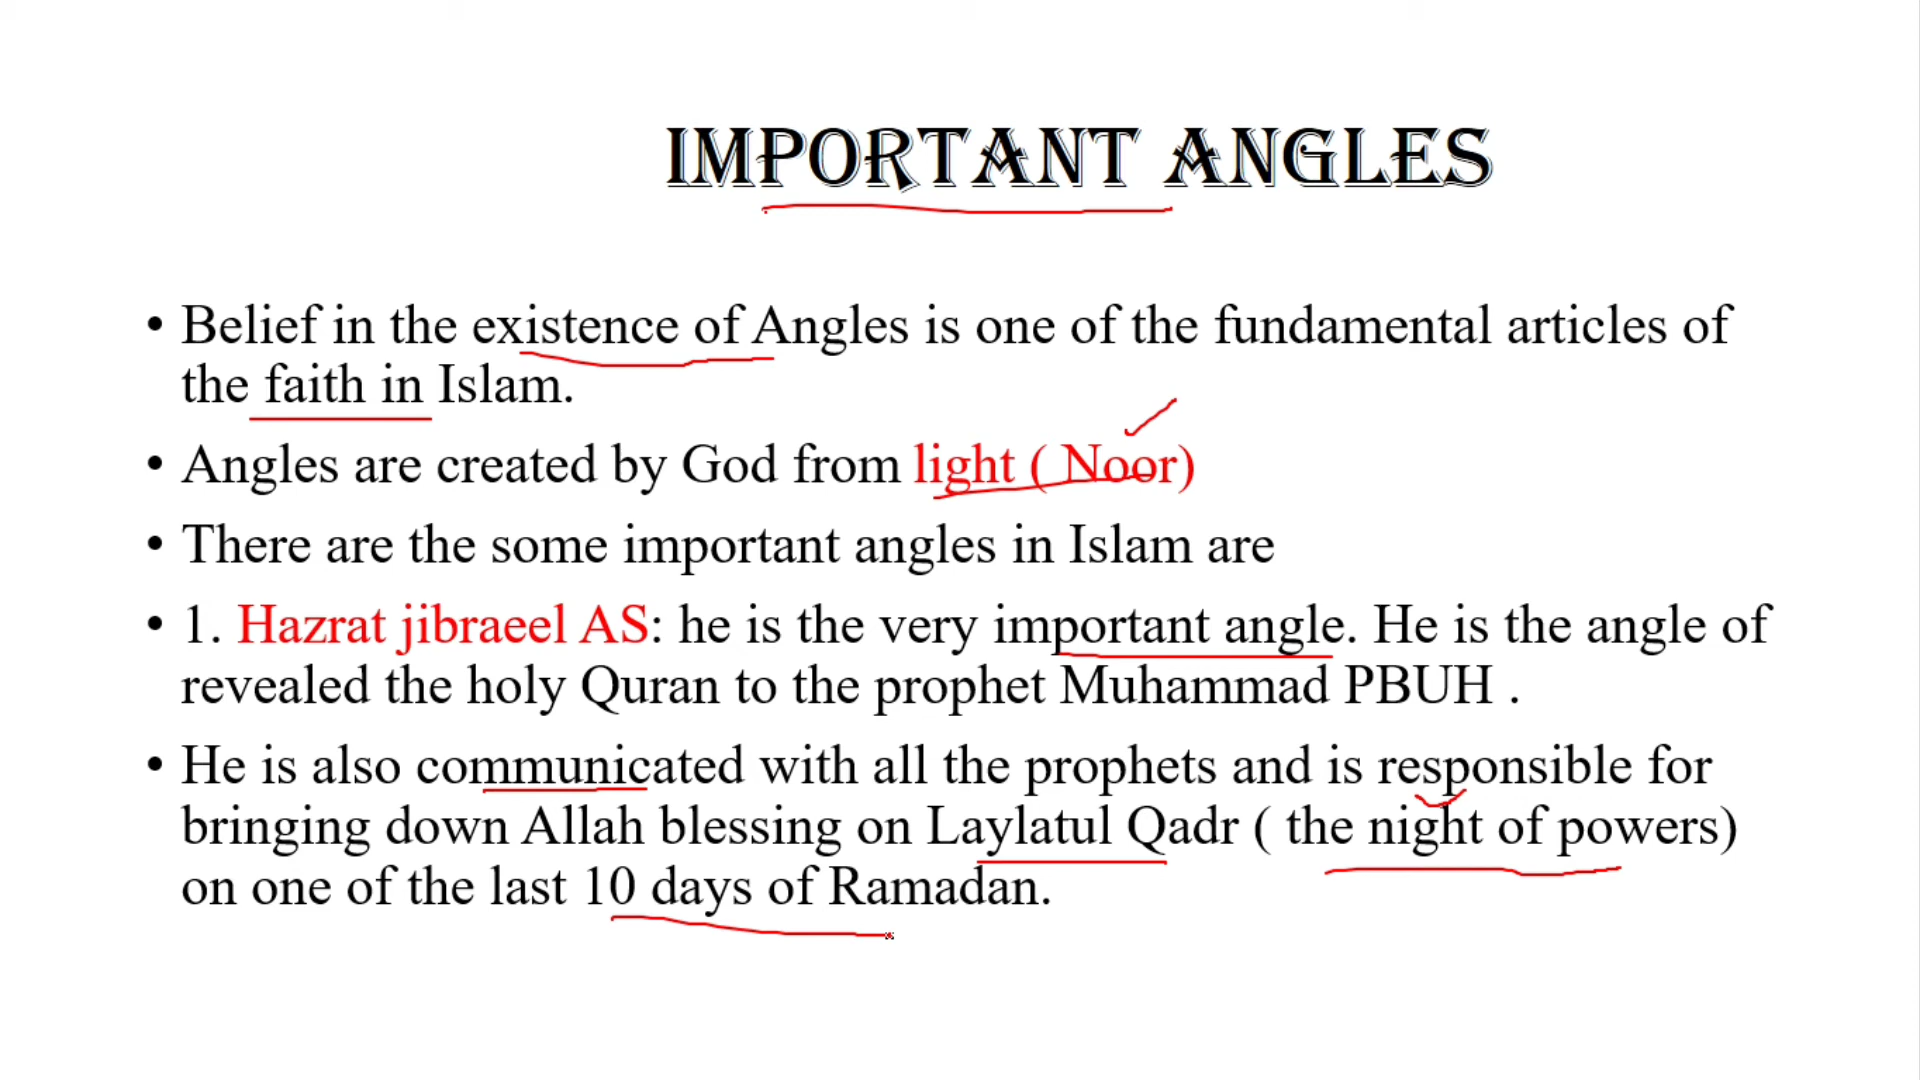 IMPORTANT ANGLES
• Belief in the existence of Angles is one of the fundamental articles of
the faith in Islam.
• Angles are created by God from light ( Noor)
• There are the some important angles in Islam are
• 1. Hazrat jibraeel AS: he is the very important angle. He is the angle of
revealed the holy Quran to the prophet Muhammad PBUH .
• He is also communicated with all the prophets and is responsible for
bringing down Allah blessing on Laylatul Qadr ( the night of powers)
on one of the last 10 days of Ramadan.